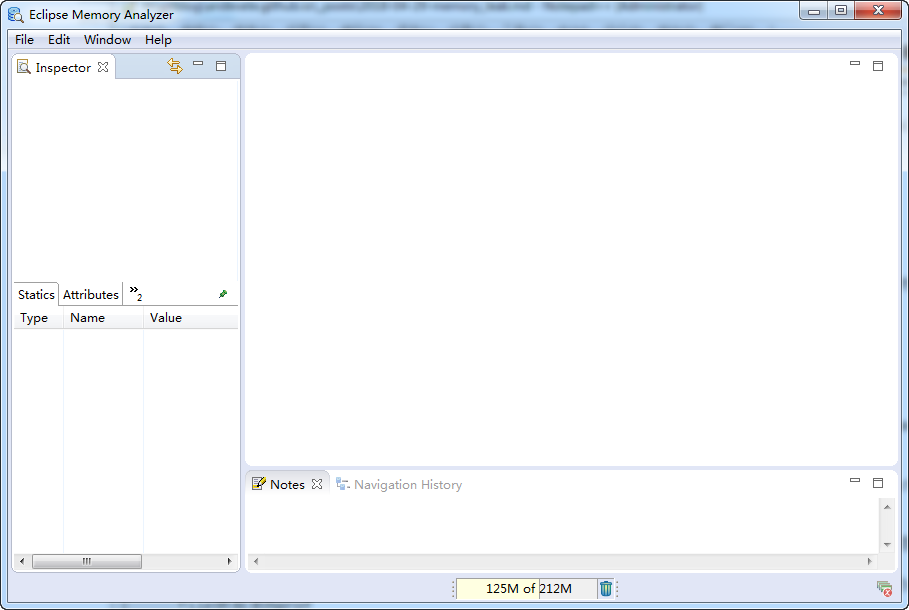 Eclipse Memory Analyzer
File Edit Window Help
Inspector
Statics Attributes »2
Type Name Value
Notes Navigation History
125M of 212M